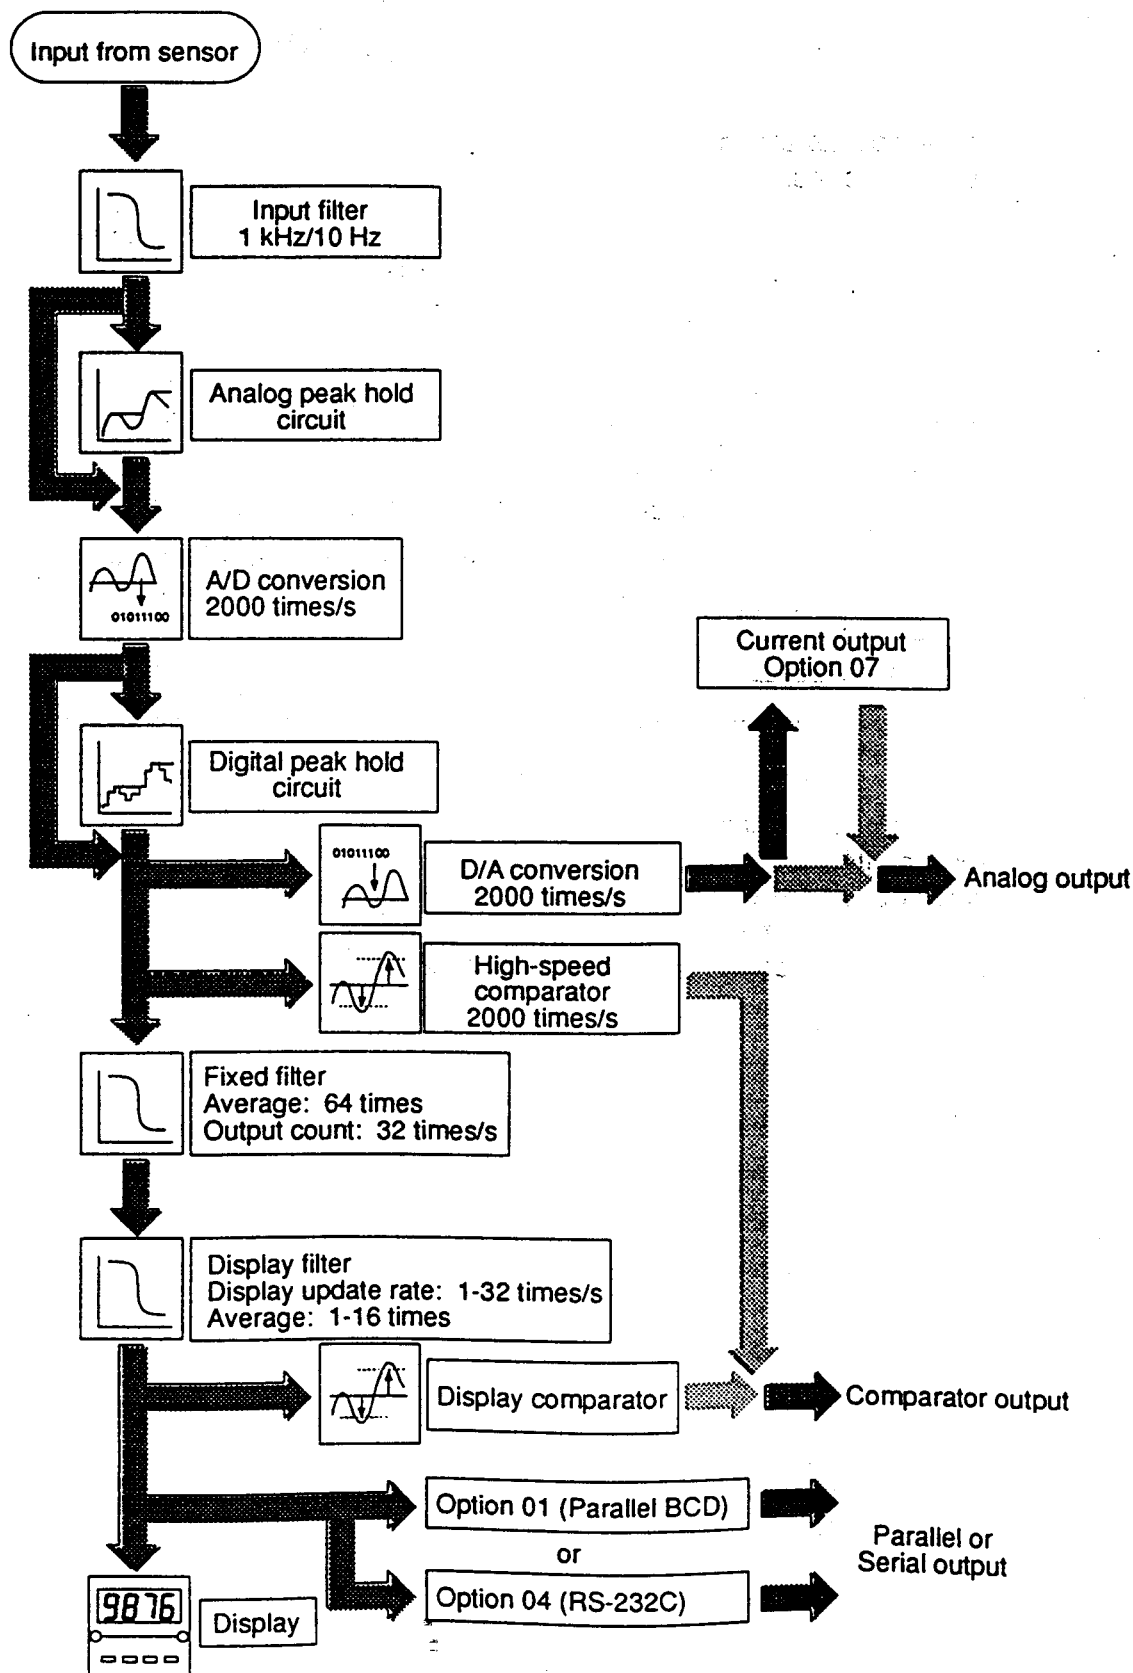 Input from sensor
Input filter
1 kHz/10 Hz
Analog peak hold
circuit
01011100
A/D conversion
2000 times/s
Current output
Option 07
Digital peak hold
circuit
01011100
D/A conversion
2000 times/s
Analog output
High-speed
comparator
2000 times/s
Fixed filter
Average: 64 times
Output count: 32 times/s
Display filter
Display update rate: 1-32 times/s
Average: 1-16 times
Display comparator
Comparator output
Option 01 (Parallel BCD)
or
Option 04 (RS-232C)
Parallel or
Serial output
9876
Display